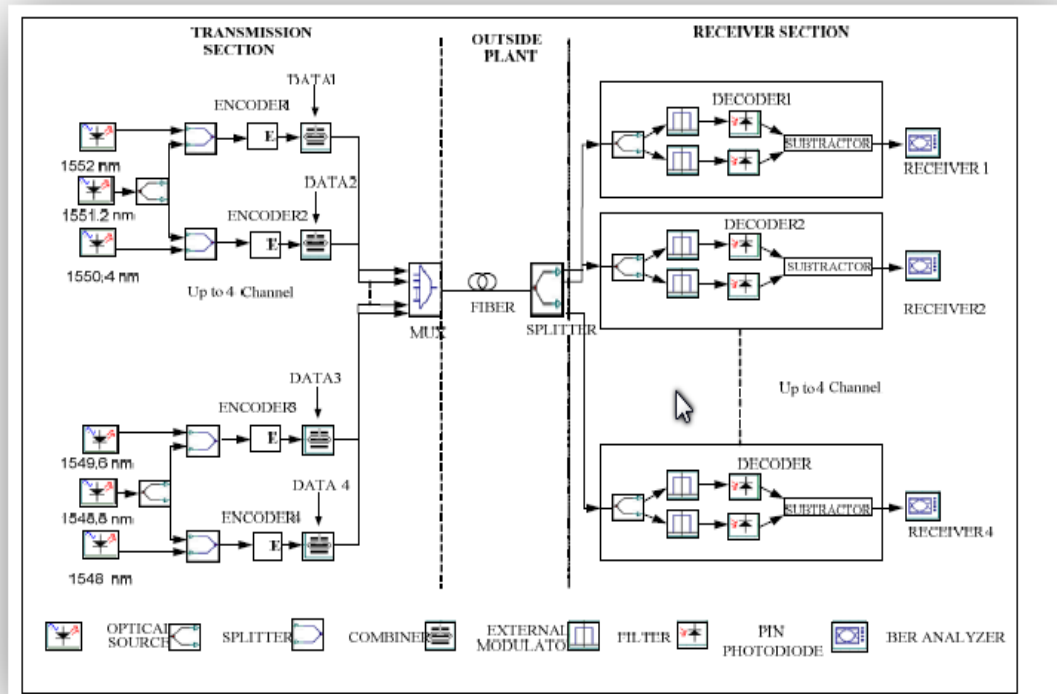 TRANSMISSION
SECTION
OUTSIDE
PLANT
RECEIVER SECTION
DATA1
ENCODER1
E
1552 nm
DATA2
1551.2 nm
ENCODER2
E
1550,4 nm
Up to 4 Channel
MUX
FIBER
SPLITTER
DECODER1
SUBTRACTOR
RECEIVER 1
DECODER2
SUBTRACTOR
RECEIVER2
Up to 4 Channel
DATA3
ENCODER3
E
1549,6 nm
DATA 4
1548,8 nm
ENCODER4
E
1548 nm
DECODER
SUBTRACTOR
RECEIVER 4
OPTICAL
SOURCE
SPLITTER
COMBINER
EXTERNAL
MODULATO
FILTER
PIN
PHOTODIODE
BER ANALYZER